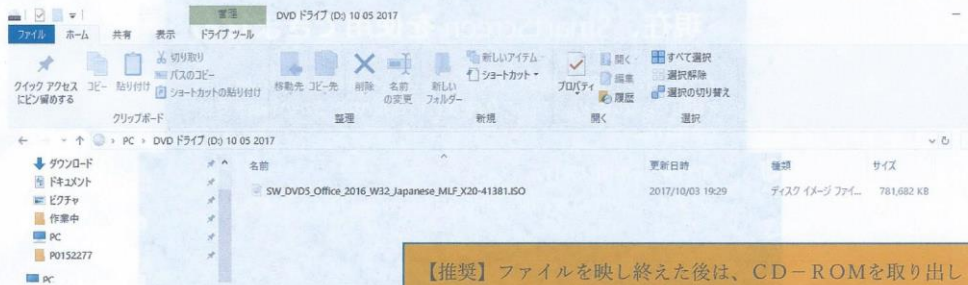 管理
DVD ドライブ (D:) 10 05 2017
ファイル
ホーム
共有
表示
ドライブ ツール
クイック アクセスにピン留めする
コピー
貼り付け
切り取り
パスのコピー
ショートカットの貼り付け
クリップボード
移動先
コピー先
削除
名前の変更
新しいフォルダー
整理
新しいアイテム
ショートカット
新規
プロパティ
開く
編集
履歴
開く
すべて選択
選択解除
選択の切り替え
選択
PC > DVD ドライブ (D:) 10 05 2017
ダウンロード
ドキュメント
ピクチャ
作業中
PC
P0152277
PC
名前
更新日時
種類
サイズ
SW_DVD5_Office_2016_W32_Japanese_MLF_X20-41381.ISO
2017/10/03 19:29
ディスク イメージ ファイ...
781,682 KB
【推奨】ファイルを映し終えた後は、CD－ROMを取り出し